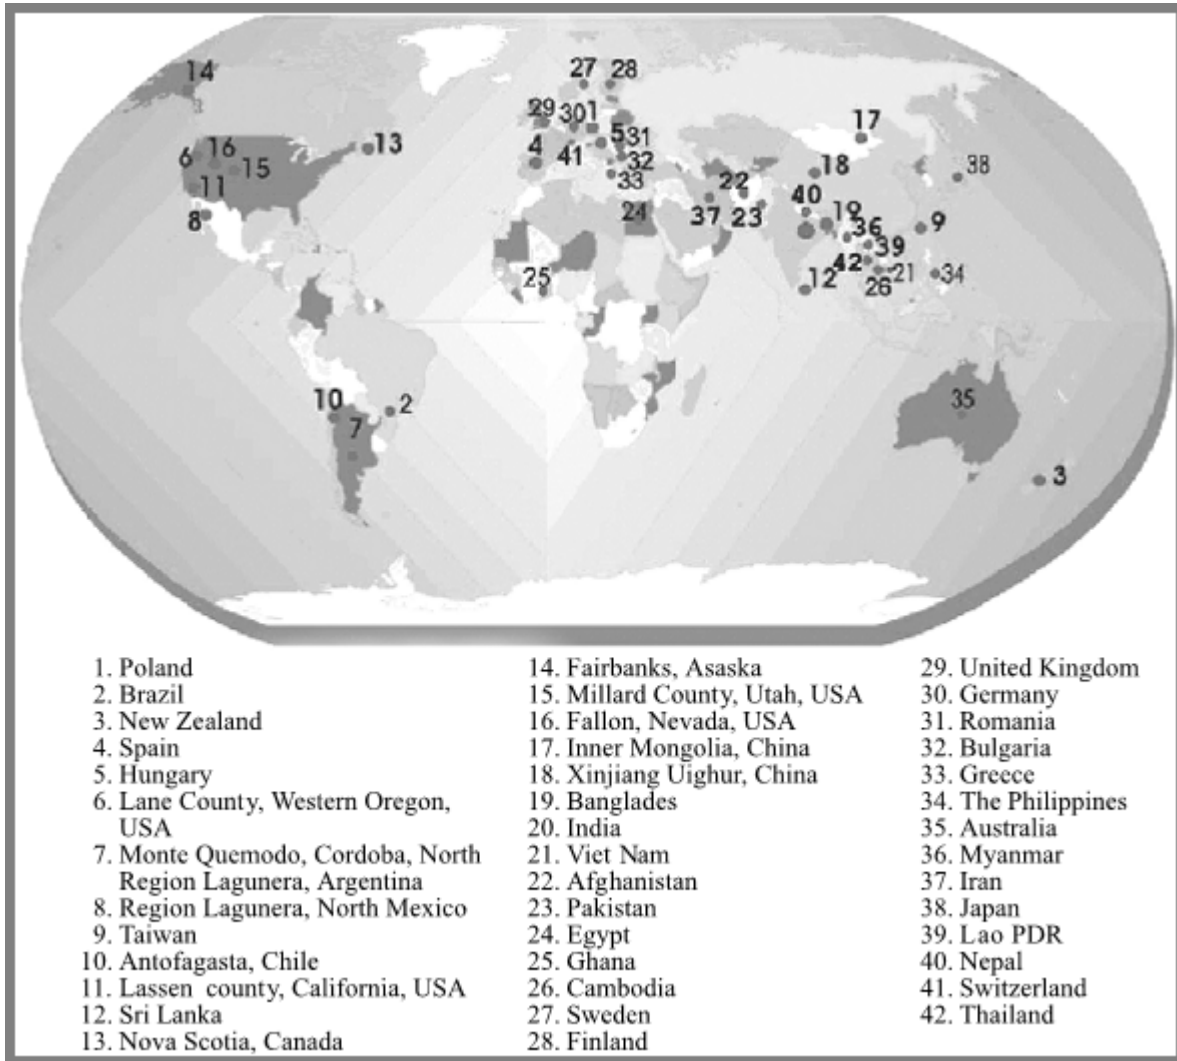 14
27
28
29
30
1
17
13
4
5
31
6
16
15
41
32
18
38
11
33
22
40
8
24
37
23
19
36
9
39
42
25
12
26
21
34
10
2
7
35
3
1. Poland
2. Brazil
3. New Zealand
4. Spain
5. Hungary
6. Lane County, Western Oregon,
USA
7. Monte Quemodo, Cordoba, North
Region Lagunera, Argentina
8. Region Lagunera, North Mexico
9. Taiwan
10. Antofagasta, Chile
11. Lassen county, California, USA
12. Sri Lanka
13. Nova Scotia, Canada
14. Fairbanks, Asaska
15. Millard County, Utah, USA
16. Fallon, Nevada, USA
17. Inner Mongolia, China
18. Xinjiang Uighur, China
19. Banglades
20. India
21. Viet Nam
22. Afghanistan
23. Pakistan
24. Egypt
25. Ghana
26. Cambodia
27. Sweden
28. Finland
29. United Kingdom
30. Germany
31. Romania
32. Bulgaria
33. Greece
34. The Philippines
35. Australia
36. Myanmar
37. Iran
38. Japan
39. Lao PDR
40. Nepal
41. Switzerland
42. Thailand